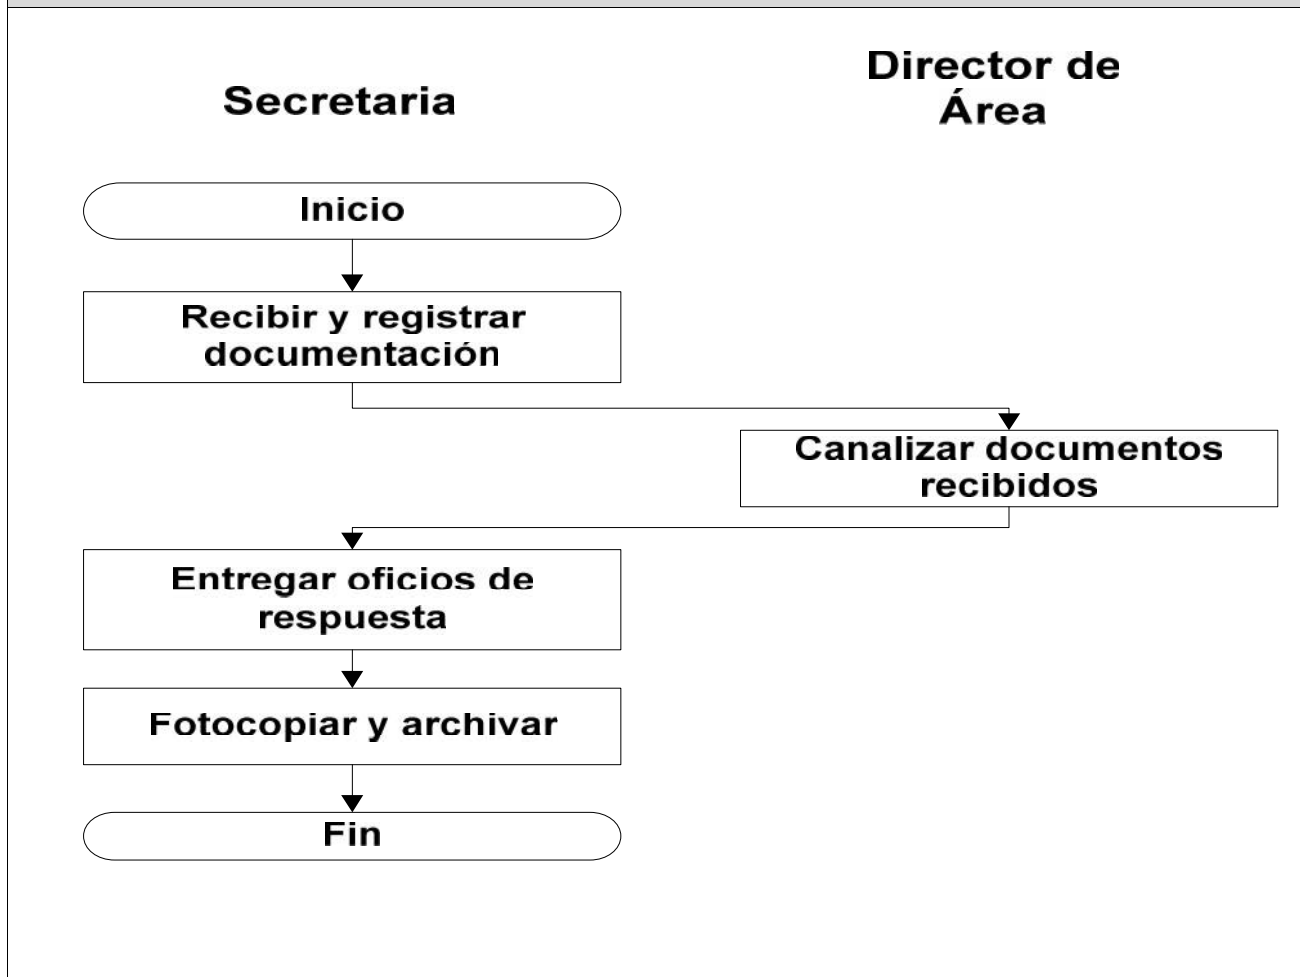 Secretaria
Director de
Área
Inicio
Recibir y registrar
documentación
Canalizar documentos
recibidos
Entregar oficios de
respuesta
Fotocopiar y archivar
Fin